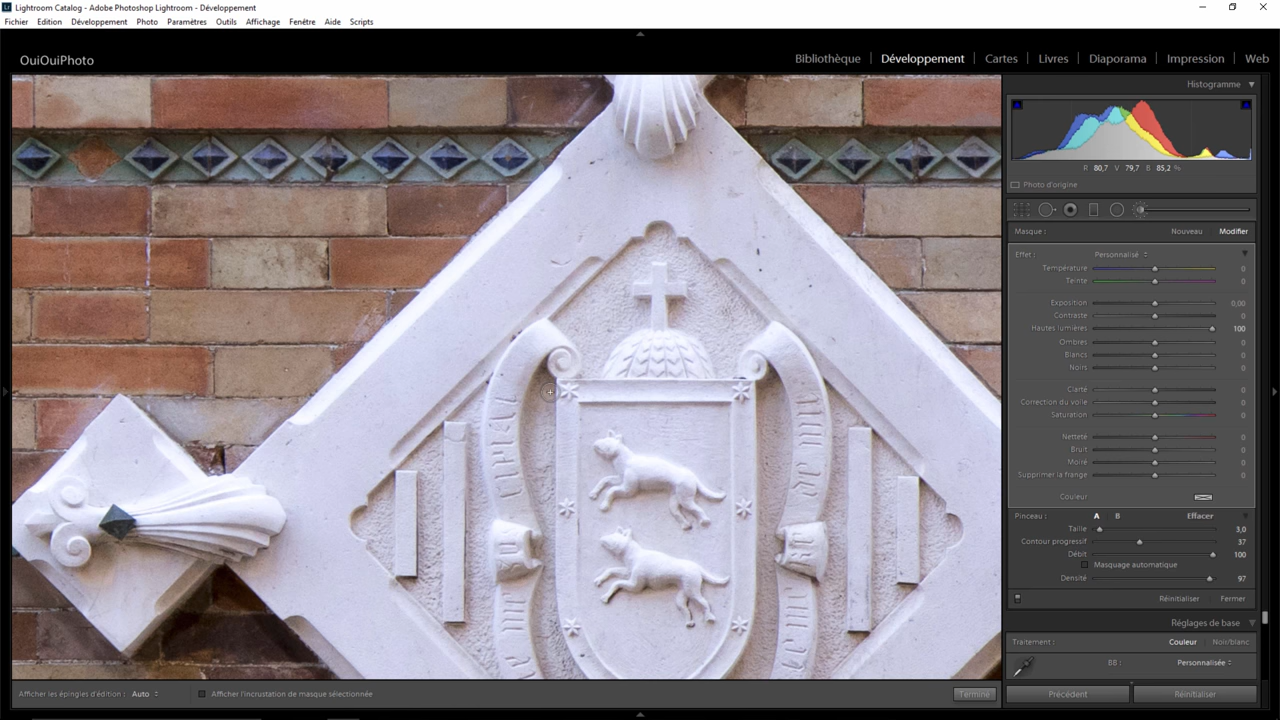 Lightroom Catalog - Adobe Photoshop Lightroom - Développement
Fichier Edition Développement Photo Paramètres Outils Affichage Fenêtre Aide Scripts
OuiOuiPhoto
Bibliothèque | Développement | Cartes | Livres | Diaporama | Impression | Web
Histogramme
R 80,7 V 79,7 B 85,2 %
Photo d'origine
Masque : Nouveau Modifier
Effet : Personnalisé
Température 0
Teinte 0
Exposition 0,00
Contraste 0
Hautes lumières 100
Ombres 0
Blancs 0
Noirs 0
Clarté 0
Correction du voile 0
Saturation 0
Netteté 0
Bruit 0
Moiré 0
Supprimer la frange 0
Couleur
Pinceau : A B Effacer
Taille 3,0
Contour progressif 37
Débit 100
Masquage automatique
Densité 97
Réinitialiser Fermer
Réglages de base
Traitement : Couleur Noir/blanc
BB : Personnalisée
Afficher les épingles d'édition : Auto Afficher l'incrustation de masque sélectionnée Terminé
Précédent Réinitialiser